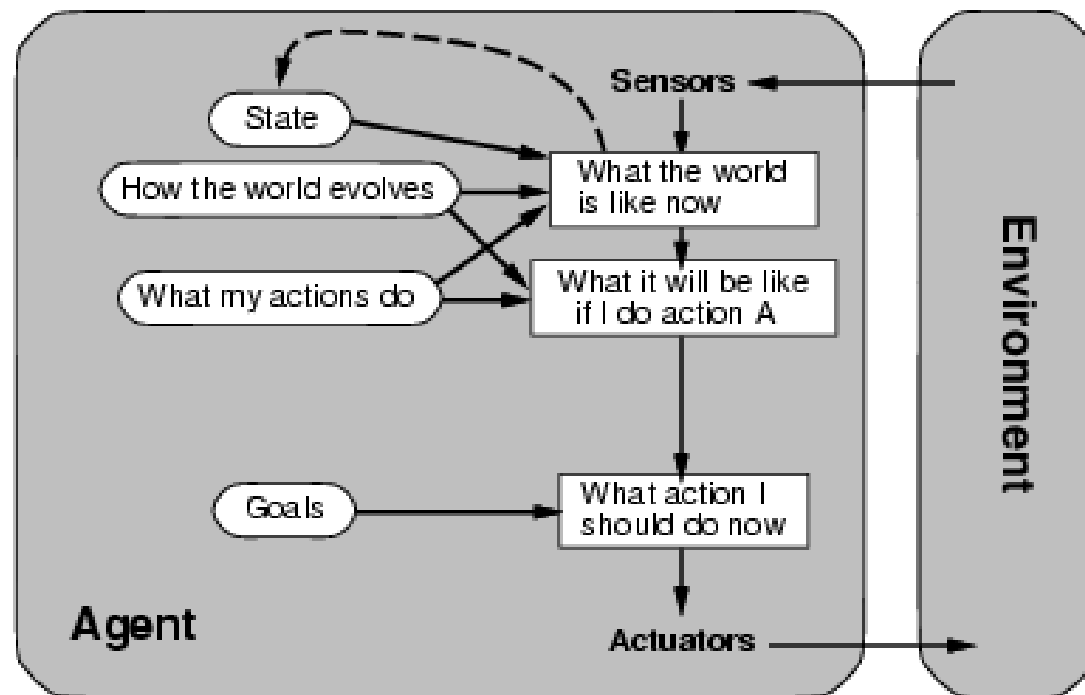 Sensors
State
What the world
is like now
How the world evolves
What it will be like
if I do action A
What my actions do
Goals
What action I
should do now
Agent
Actuators
Environment